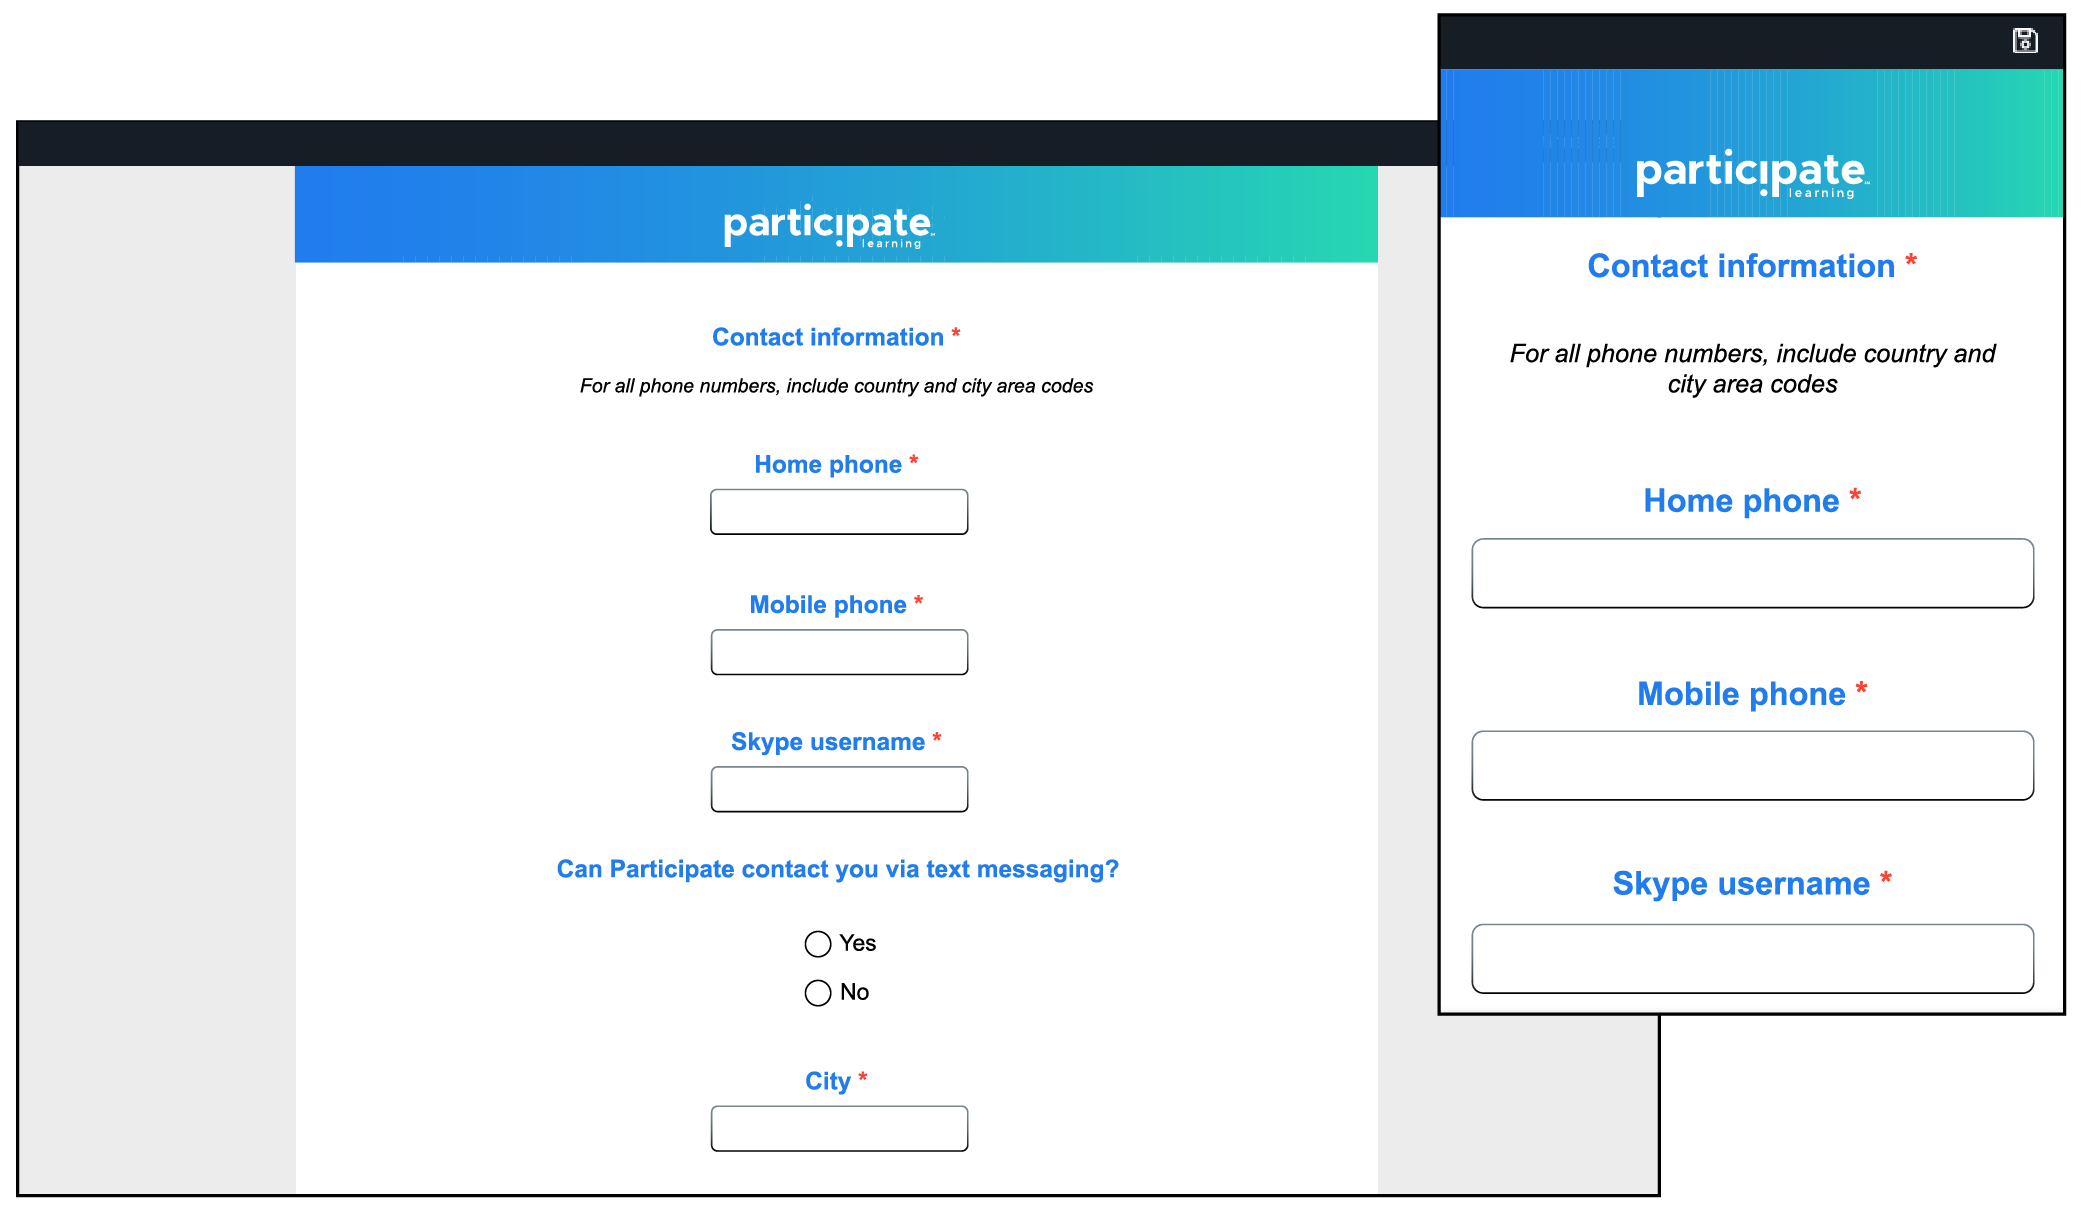 participate
learning
Contact information *
For all phone numbers, include country and city area codes
Home phone *
Mobile phone *
Skype username *
Can Participate contact you via text messaging?
Yes
No
City *
participate
learning
Contact information *
For all phone numbers, include country and
city area codes
Home phone *
Mobile phone *
Skype username *